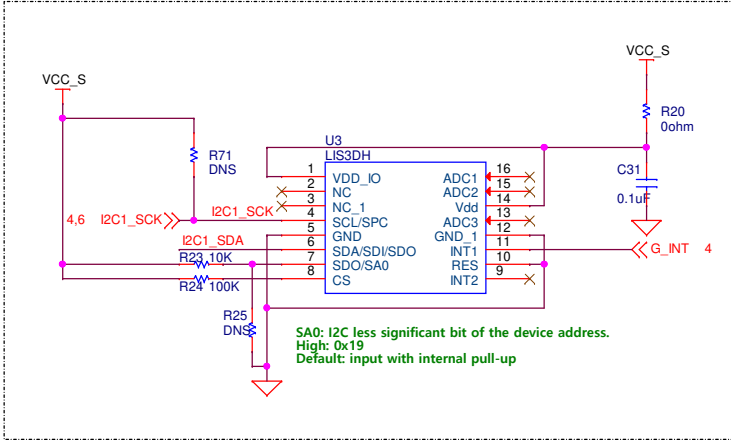 VCC_S
VCC_S
R20
0ohm
R71
DNS
U3
LIS3DH
C31
0.1uF
1
VDD_IO
ADC1
16
2
NC
ADC2
15
3
NC_1
Vdd
14
4,6
I2C1_SCK
I2C1_SCK
4
SCL/SPC
ADC3
13
5
GND
GND_1
12
I2C1_SDA
6
SDA/SDI/SDO
INT1
11
G_INT
4
R23 10K
7
SDO/SA0
RES
10
R24 100K
8
CS
INT2
9
R25
DNS
SA0: I2C less significant bit of the device address.
High: 0x19
Default: input with internal pull-up